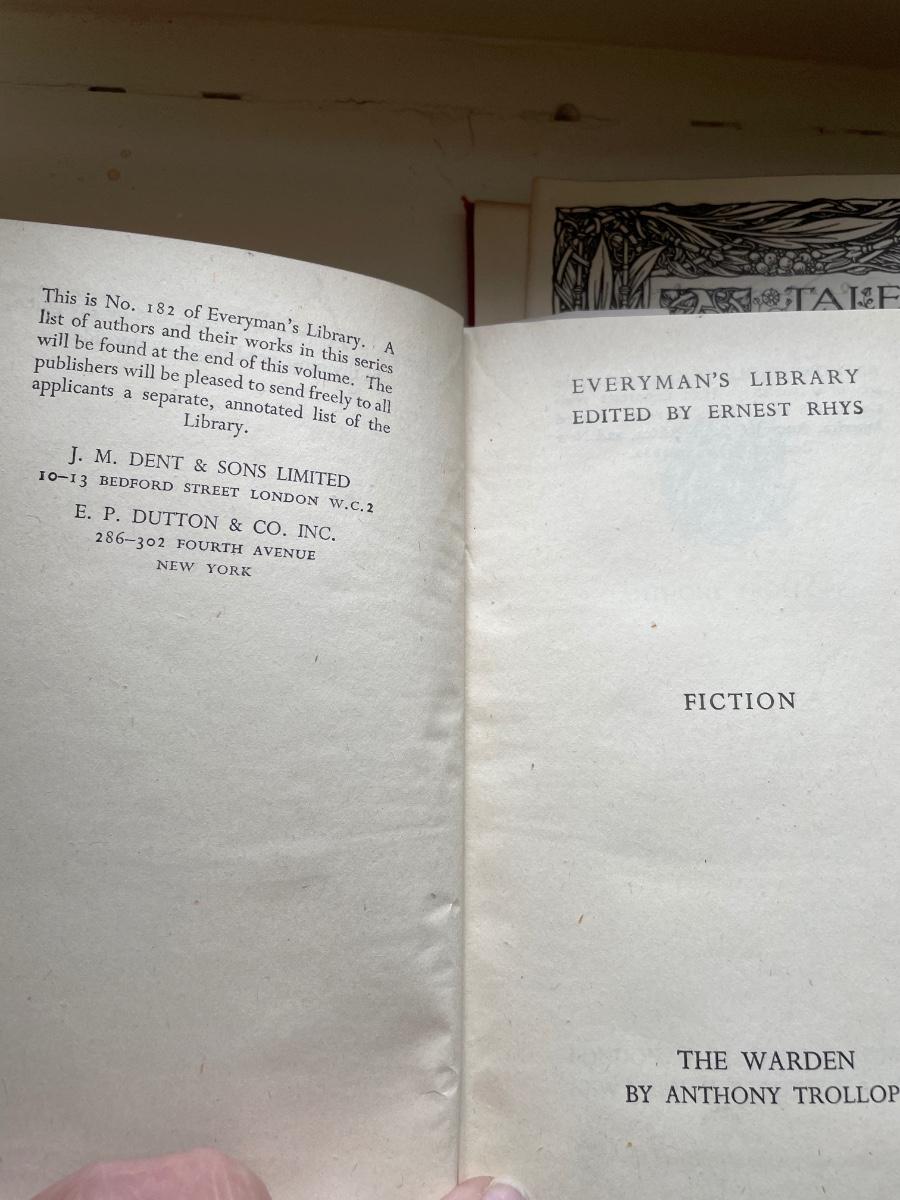 This is No. 182 of Everyman's Library. A
list of authors and their works in this series
will be found at the end of this volume. The
publishers will be pleased to send freely to all
applicants a separate, annotated list of the
Library.
J. M. DENT & SONS LIMITED
10–13 BEDFORD STREET LONDON W.C.2
E. P. DUTTON & CO. INC.
286–302 FOURTH AVENUE
NEW YORK
TALE
EVERYMAN'S LIBRARY
EDITED BY ERNEST RHYS
FICTION
THE WARDEN
BY ANTHONY TROLLOP